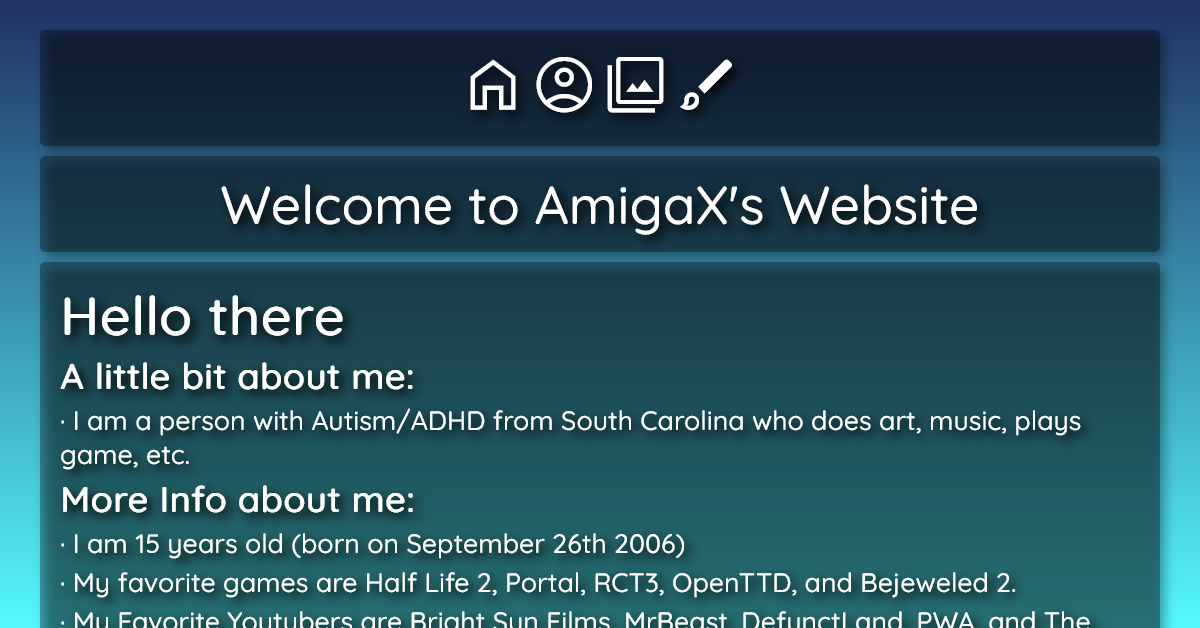 Welcome to AmigaX's Website
Hello there
A little bit about me:
· I am a person with Autism/ADHD from South Carolina who does art, music, plays
game, etc.
More Info about me:
· I am 15 years old (born on September 26th 2006)
· My favorite games are Half Life 2, Portal, RCT3, OpenTTD, and Bejeweled 2.
· My Favorite Youtubers are Bright Sun Films, MrBeast, DefunctLand, PWA, and The